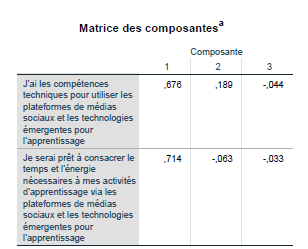 Matrice des composantesa
Composante
1 2 3
J'ai les compétences
techniques pour utiliser les
plateformes de médias
sociaux et les technologies
émergentes pour
l'apprentissage
,676 ,189 -,044
Je serai prêt à consacrer le
temps et l'énergie
nécessaires à mes activités
d'apprentissage via les
plateformes de médias
sociaux et les technologies
émergentes pour
l'apprentissage
,714 -,063 -,033